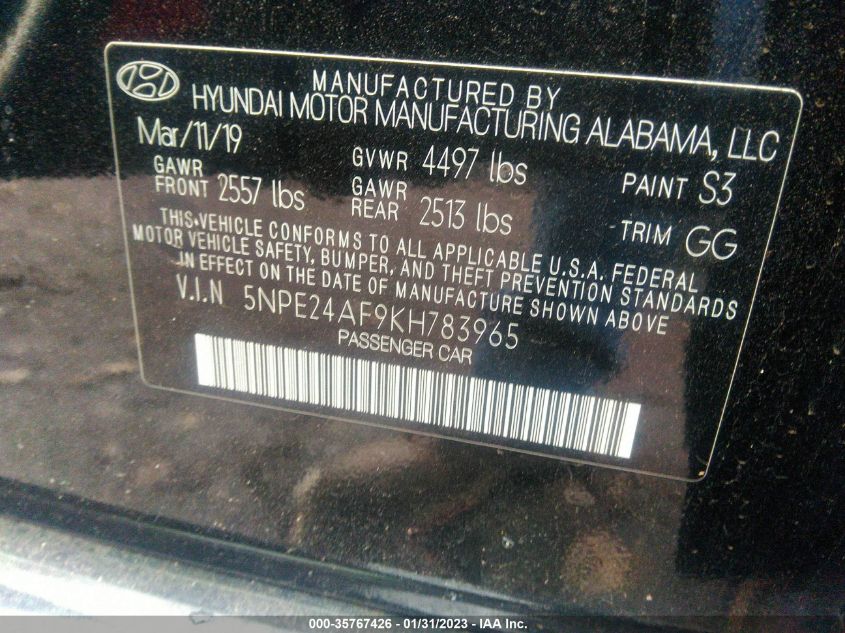 MANUFACTURED BY
HYUNDAI MOTOR MANUFACTURING ALABAMA, LLC
Mar/11/19
GVWR 4497 lbs
PAINT S3
GAWR FRONT 2557 lbs
GAWR REAR 2513 lbs
TRIM GG
THIS VEHICLE CONFORMS TO ALL APPLICABLE U.S.A. FEDERAL
MOTOR VEHICLE SAFETY, BUMPER, AND THEFT PREVENTION STANDARDS
IN EFFECT ON THE DATE OF MANUFACTURE SHOWN ABOVE
V.I.N 5NPE24AF9KH783965
PASSENGER CAR
000-35767426 - 01/31/2023 - IAA Inc.